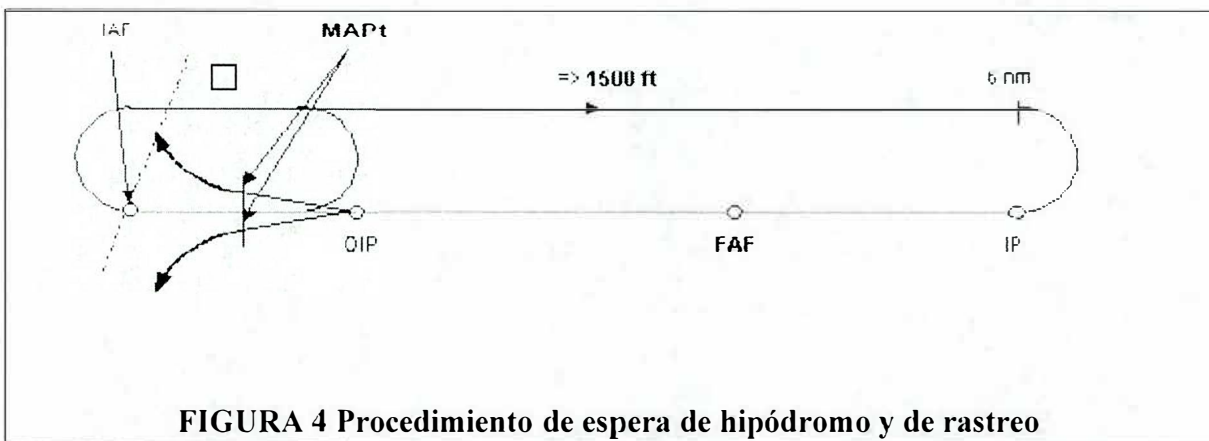 IAF
MAPt
=> 1500 ft
6 nm
OIP
FAF
IP
FIGURA 4 Procedimiento de espera de hipódromo y de rastreo